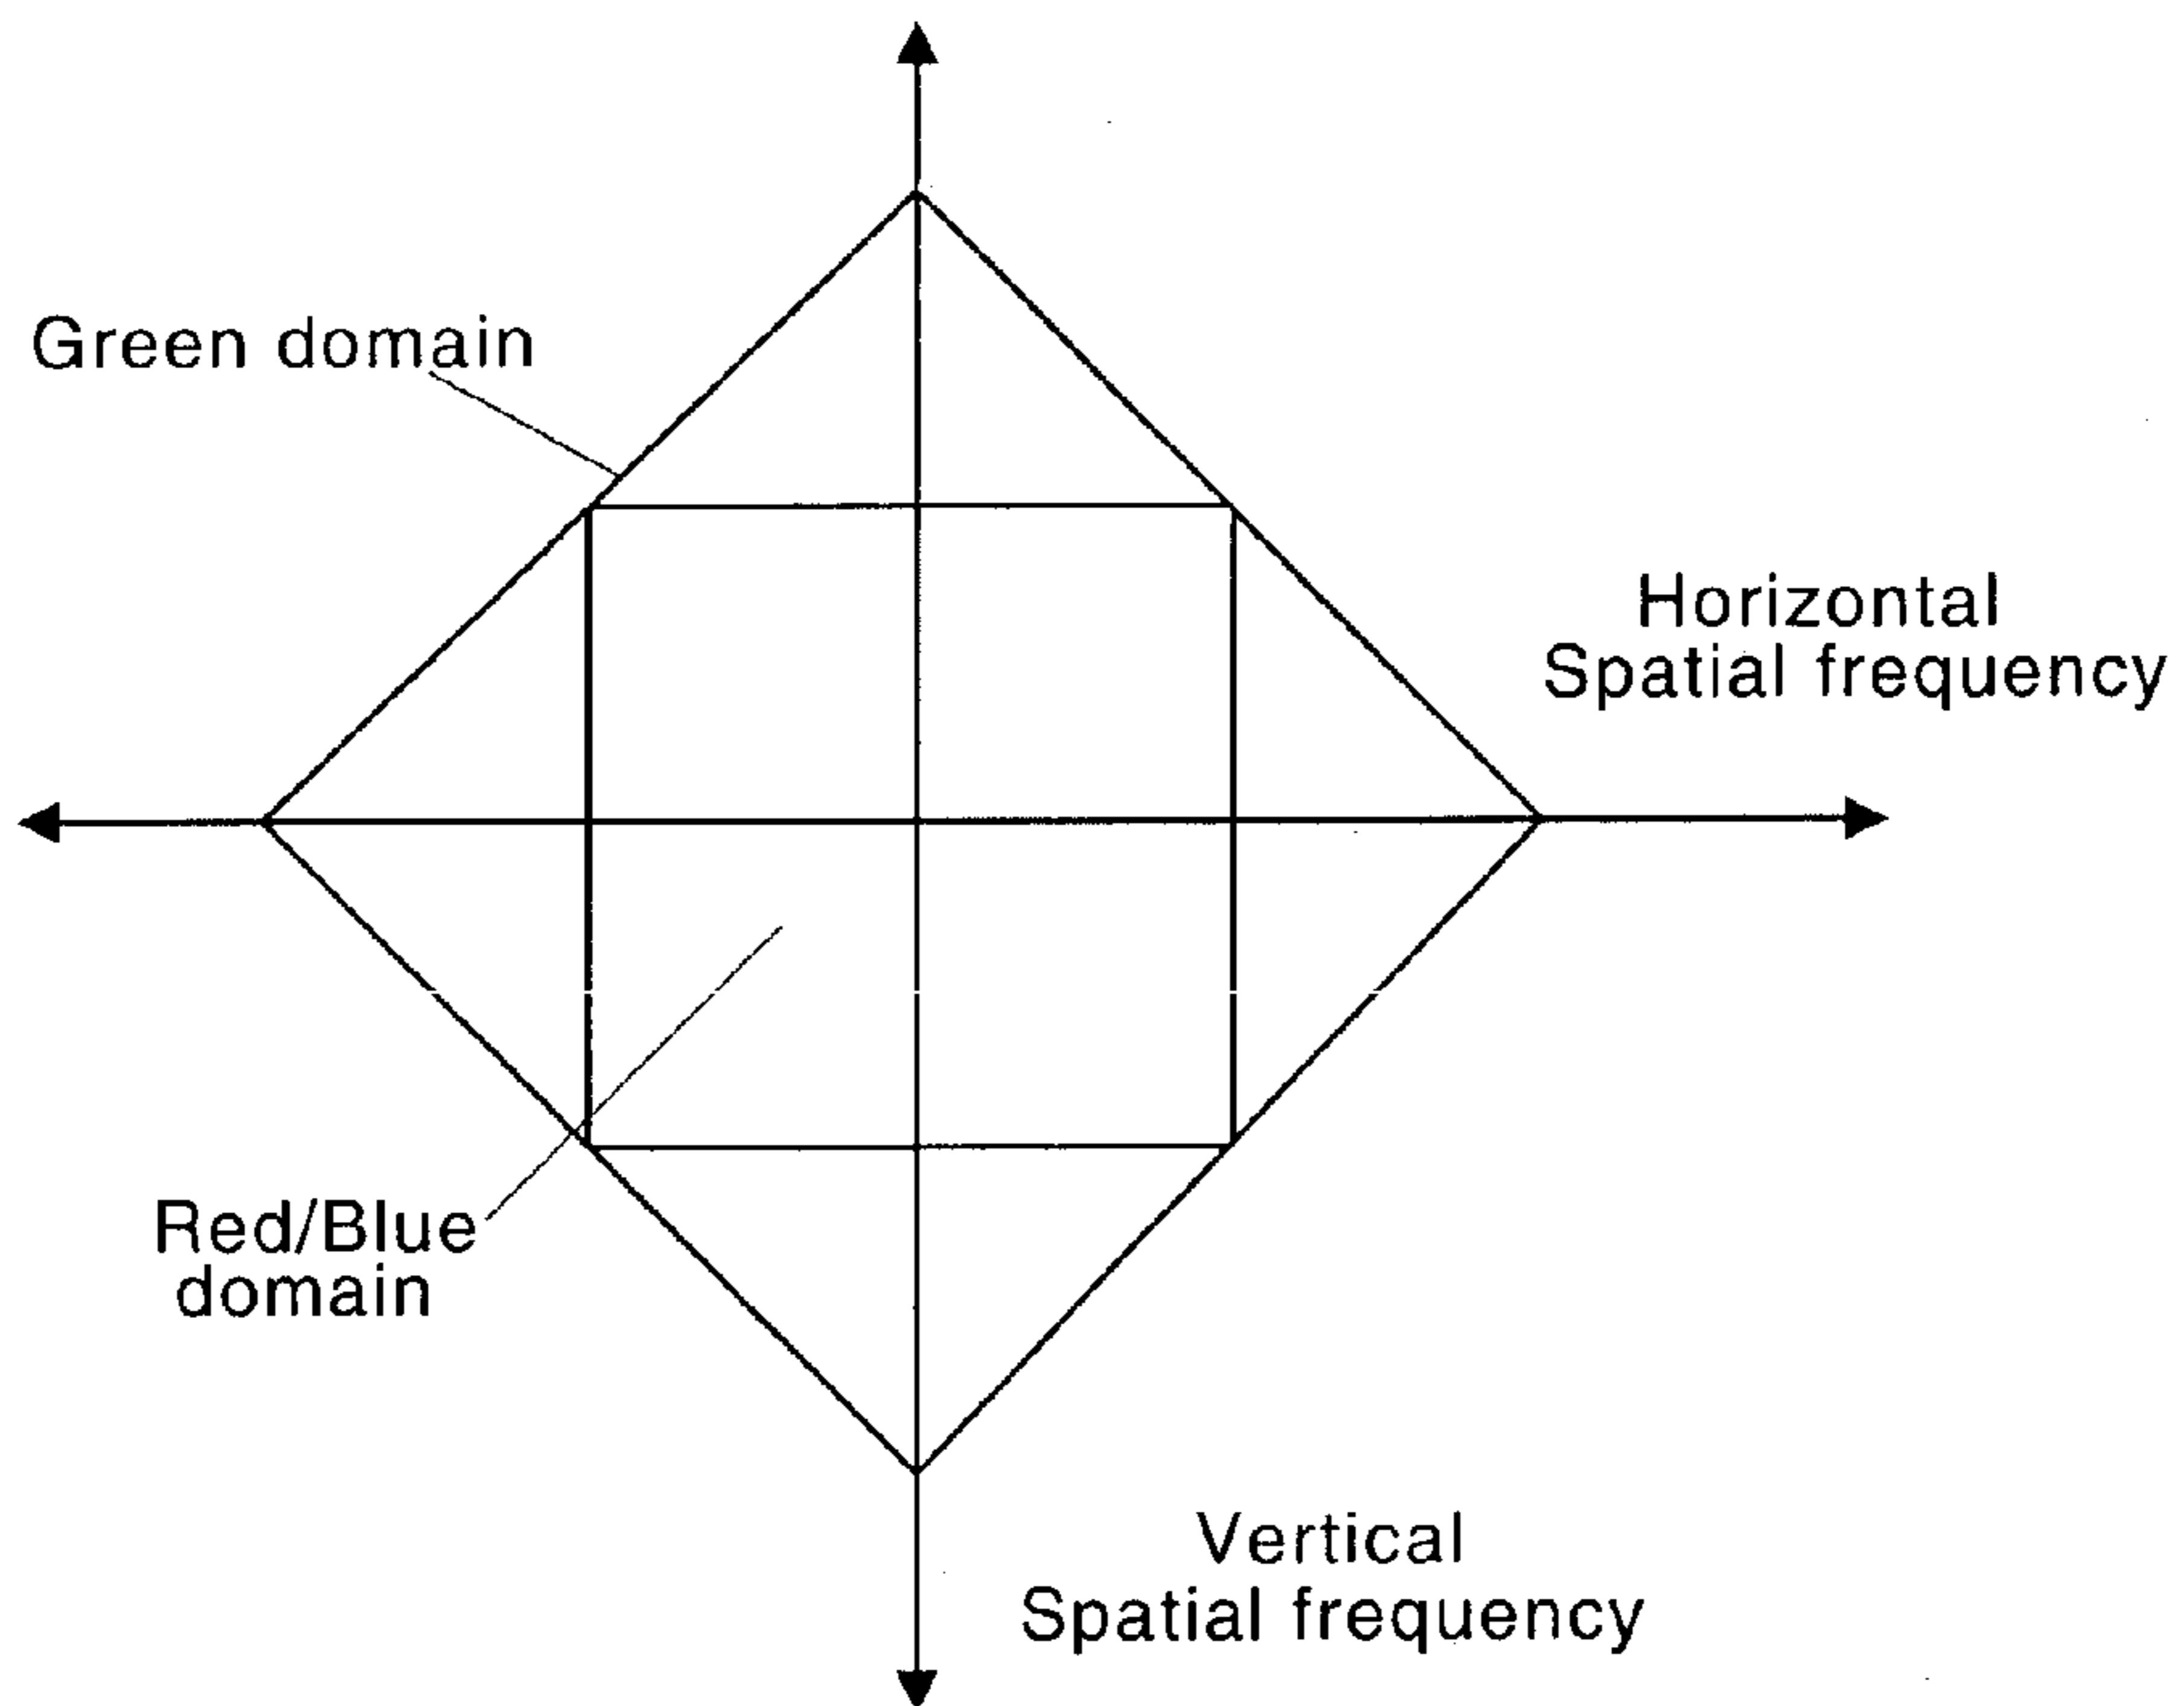 Green domain
Horizontal
Spatial frequency
Red/Blue
domain
Vertical
Spatial frequency